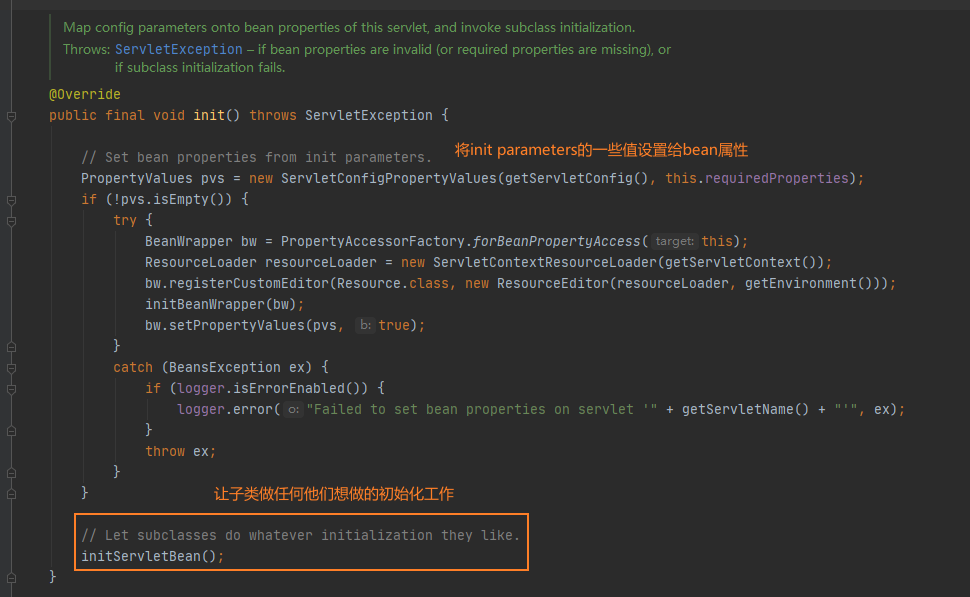 Map config parameters onto bean properties of this servlet, and invoke subclass initialization.
Throws: ServletException – if bean properties are invalid (or required properties are missing), or
if subclass initialization fails.
@Override
public final void init() throws ServletException {
将init parameters的一些值设置给bean属性
// Set bean properties from init parameters.
PropertyValues pvs = new ServletConfigPropertyValues(getServletConfig(), this.requiredProperties);
if (!pvs.isEmpty()) {
try {
BeanWrapper bw = PropertyAccessorFactory.forBeanPropertyAccess( target: this);
ResourceLoader resourceLoader = new ServletContextResourceLoader(getServletContext());
bw.registerCustomEditor(Resource.class, new ResourceEditor(resourceLoader, getEnvironment()));
initBeanWrapper(bw);
bw.setPropertyValues(pvs, b: true);
}
catch (BeansException ex) {
if (logger.isErrorEnabled()) {
logger.error( o: "Failed to set bean properties on servlet '" + getServletName() + "'", ex);
}
throw ex;
}
}
让子类做任何他们想做的初始化工作
// Let subclasses do whatever initialization they like.
initServletBean();
}